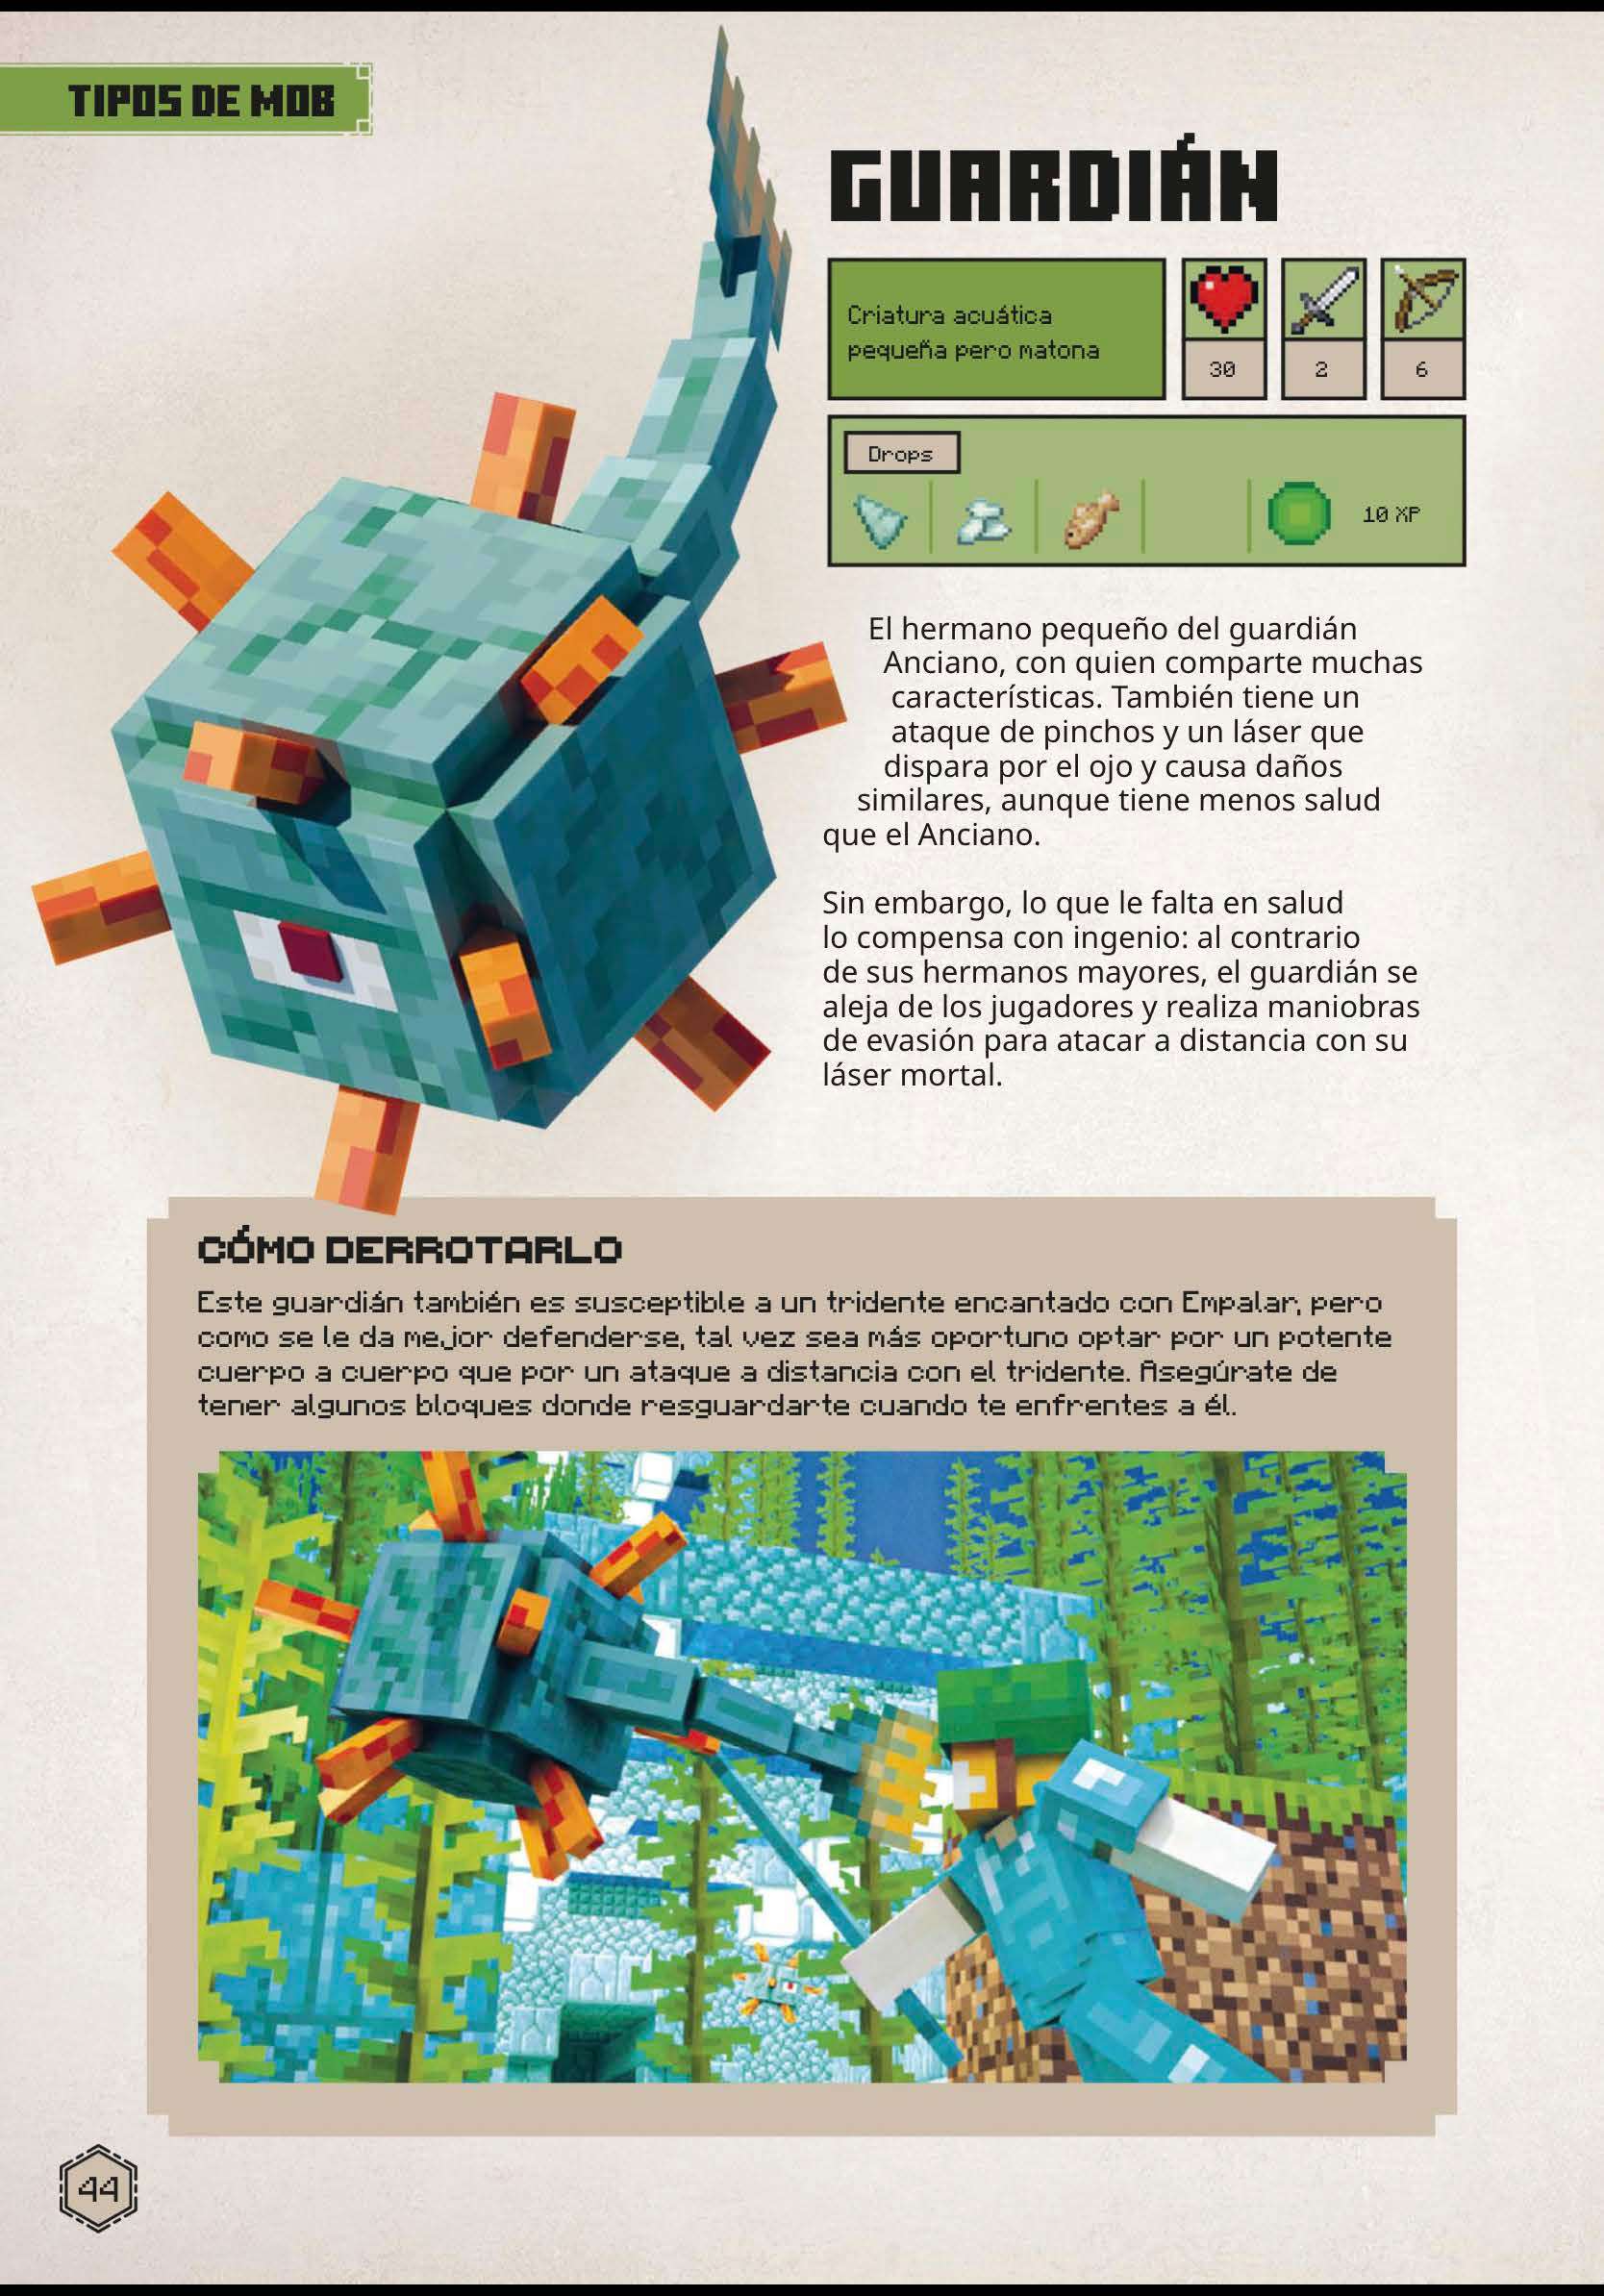 TIPOS DE MOB
GUARDIÁN
Criatura acuática
pequeña pero matona
30
2
6
Drops
10 XP
El hermano pequeño del guardián
Anciano, con quien comparte muchas
características. También tiene un
ataque de pinchos y un láser que
dispara por el ojo y causa daños
similares, aunque tiene menos salud
que el Anciano.
Sin embargo, lo que le falta en salud
lo compensa con ingenio: al contrario
de sus hermanos mayores, el guardián se
aleja de los jugadores y realiza maniobras
de evasión para atacar a distancia con su
láser mortal.
CÓMO DERROTARLO
Este guardián también es susceptible a un tridente encantado con Empalar, pero
como se le da mejor defenderse, tal vez sea más oportuno optar por un potente
cuerpo a cuerpo que por un ataque a distancia con el tridente. Asegúrate de
tener algunos bloques donde resguardarte cuando te enfrentes a él.
44